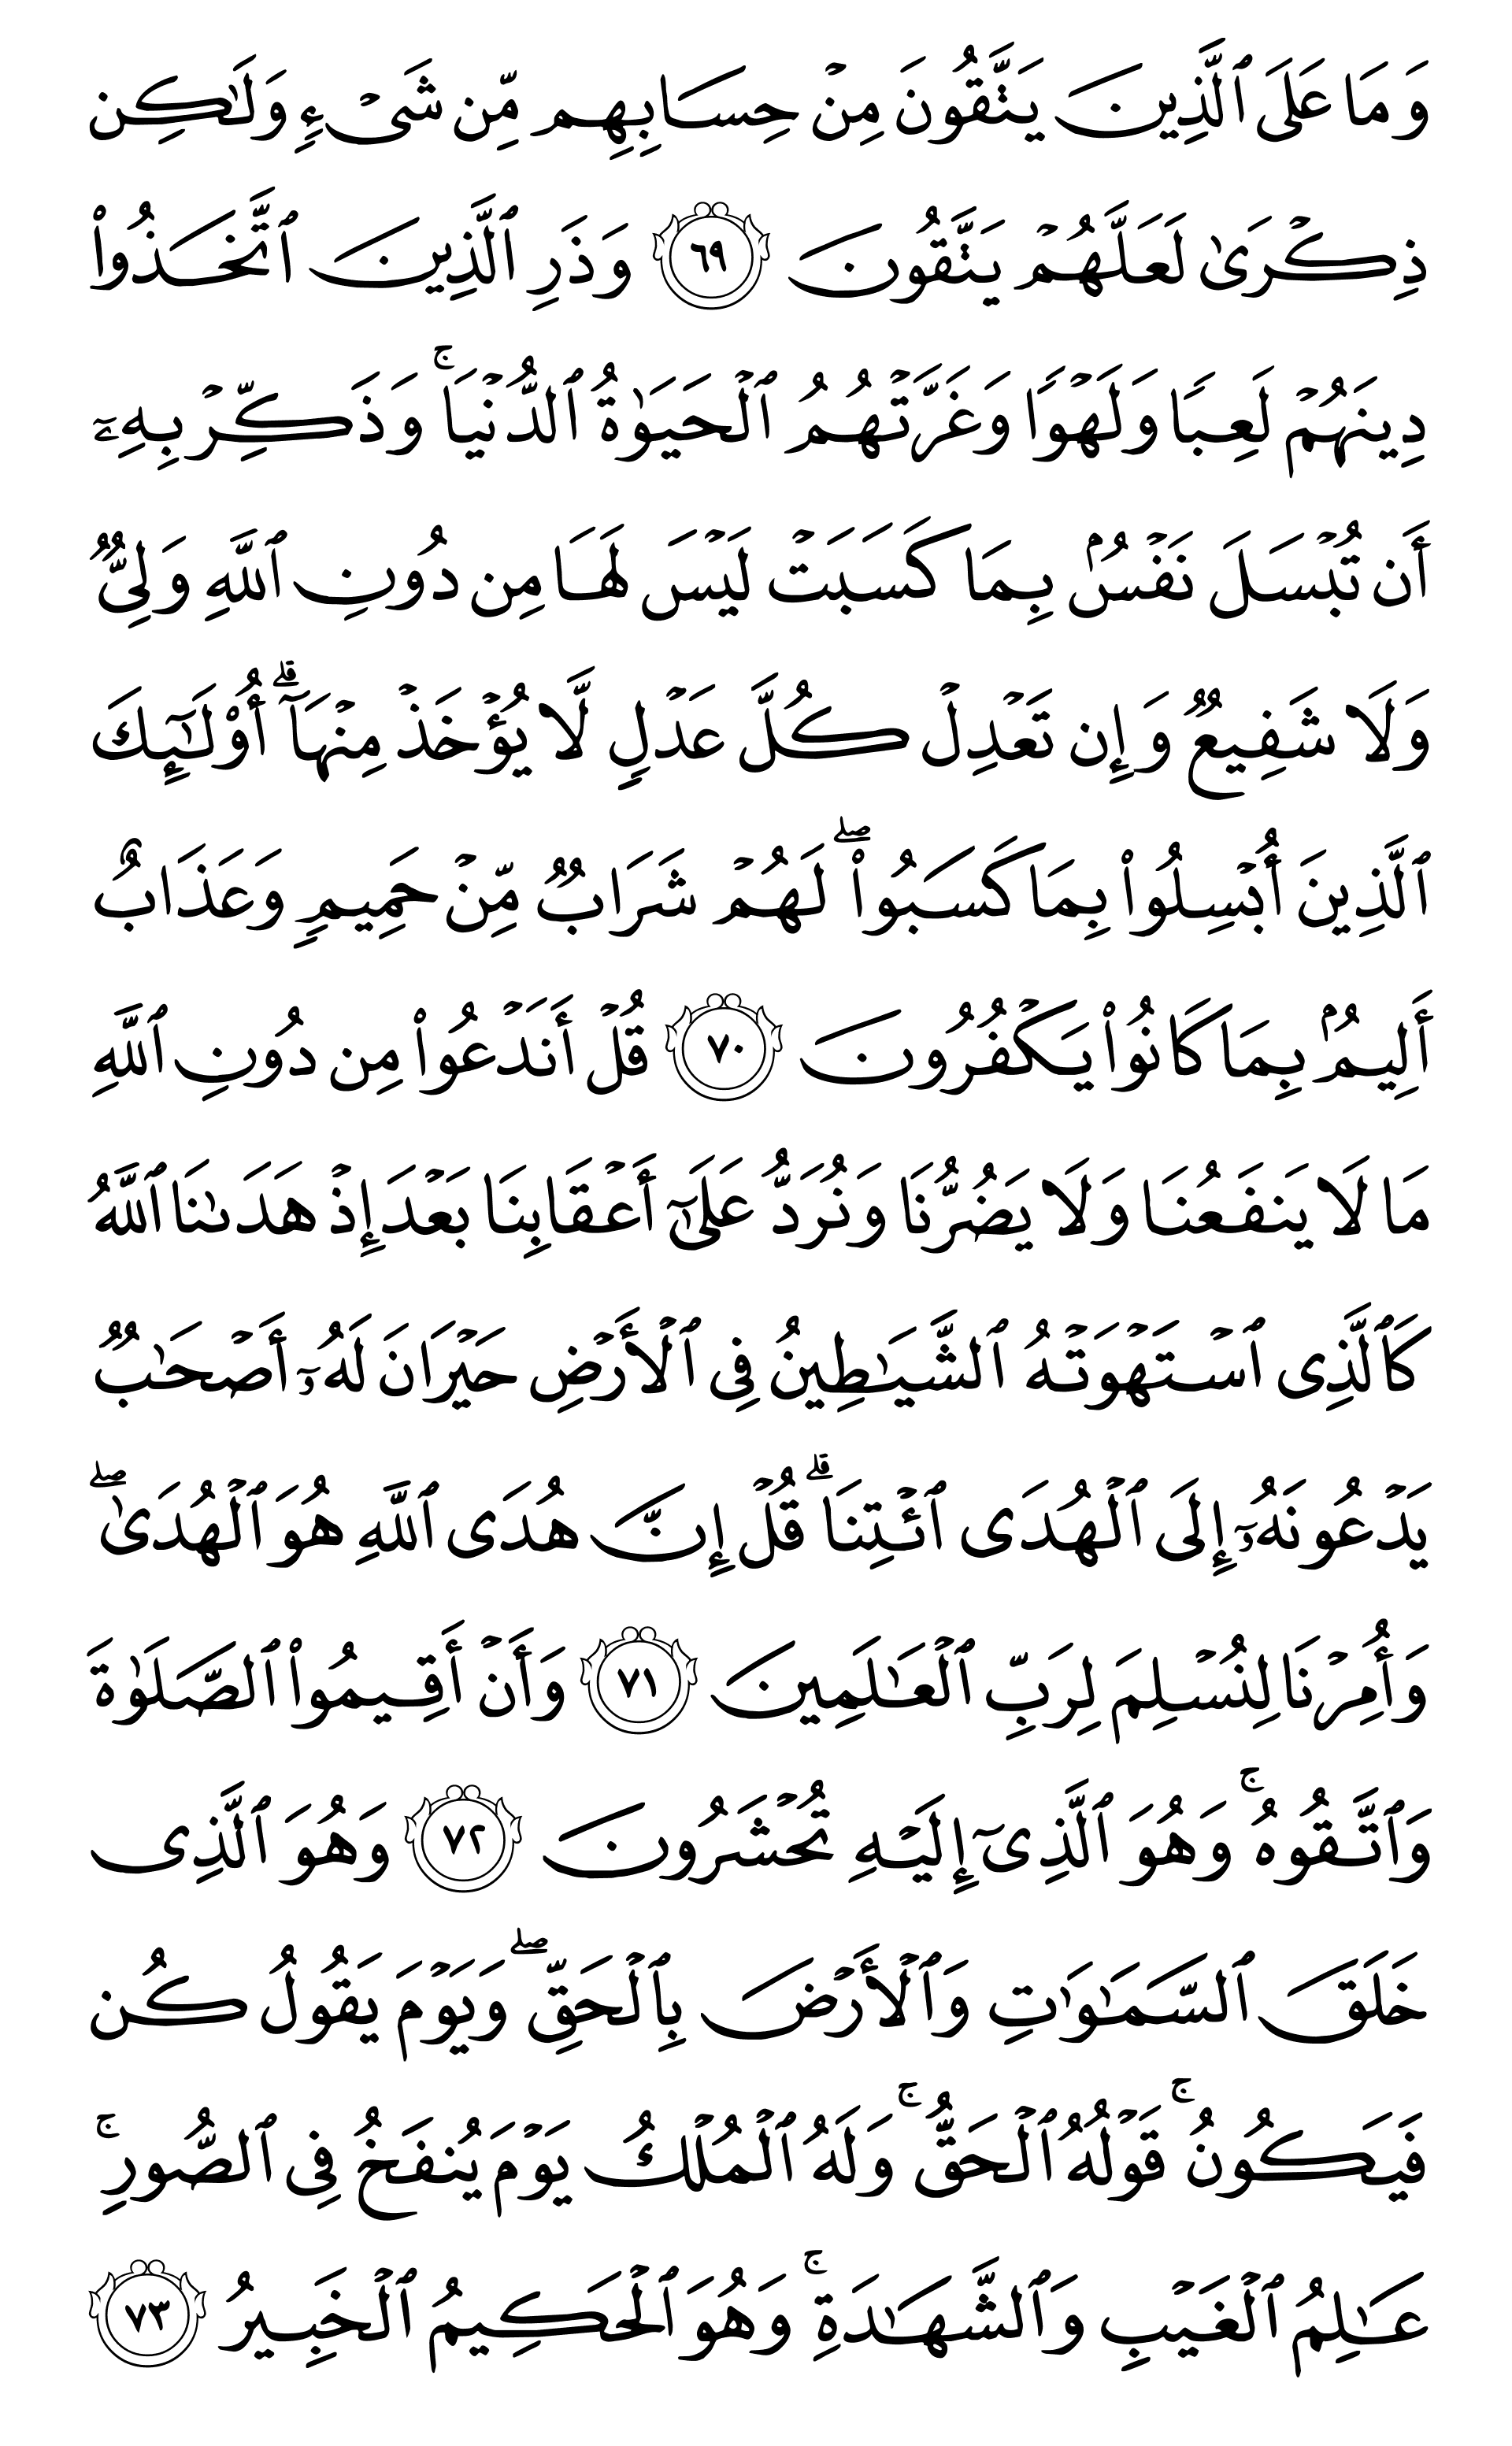 وَمَا عَلَى ٱلَّذِينَ يَتَّقُونَ مِنْ حِسَابِهِم مِّن شَىْءٍ وَلَـٰكِن
ذِكْرَىٰ لَعَلَّهُمْ يَتَّقُونَ ٦٩ وَذَرِ ٱلَّذِينَ ٱتَّخَذُوا۟
دِينَهُمْ لَعِبًا وَلَهْوًا وَغَرَّتْهُمُ ٱلْحَيَوٰةُ ٱلدُّنْيَا ۚ وَذَكِّرْ بِهِۦٓ
أَن تُبْسَلَ نَفْسٌۢ بِمَا كَسَبَتْ لَيْسَ لَهَا مِن دُونِ ٱللَّهِ وَلِىٌّ
وَلَا شَفِيعٌ وَإِن تَعْدِلْ كُلَّ عَدْلٍ لَّا يُؤْخَذْ مِنْهَآ ۗ أُو۟لَـٰٓئِكَ
ٱلَّذِينَ أُبْسِلُوا۟ بِمَا كَسَبُوا۟ ۖ لَهُمْ شَرَابٌ مِّنْ حَمِيمٍ وَعَذَابٌ
أَلِيمٌۢ بِمَا كَانُوا۟ يَكْفُرُونَ ٧٠ قُلْ أَنَدْعُوا۟ مِن دُونِ ٱللَّهِ
مَا لَا يَنفَعُنَا وَلَا يَضُرُّنَا وَنُرَدُّ عَلَىٰٓ أَعْقَابِنَا بَعْدَ إِذْ هَدَىٰنَا ٱللَّهُ
كَٱلَّذِى ٱسْتَهْوَتْهُ ٱلشَّيَـٰطِينُ فِى ٱلْأَرْضِ حَيْرَانَ لَهُۥٓ أَصْحَـٰبٌ
يَدْعُونَهُۥٓ إِلَى ٱلْهُدَى ٱئْتِنَا ۗ قُلْ إِنَّ هُدَى ٱللَّهِ هُوَ ٱلْهُدَىٰ ۖ
وَأُمِرْنَا لِنُسْلِمَ لِرَبِّ ٱلْعَـٰلَمِينَ ٧١ وَأَنْ أَقِيمُوا۟ ٱلصَّلَوٰةَ
وَٱتَّقُوهُ ۚ وَهُوَ ٱلَّذِىٓ إِلَيْهِ تُحْشَرُونَ ٧٢ وَهُوَ ٱلَّذِى
خَلَقَ ٱلسَّمَـٰوَٰتِ وَٱلْأَرْضَ بِٱلْحَقِّ ۖ وَيَوْمَ يَقُولُ كُن
فَيَكُونُ ۚ قَوْلُهُ ٱلْحَقُّ ۚ وَلَهُ ٱلْمُلْكُ يَوْمَ يُنفَخُ فِى ٱلصُّورِ ۚ
عَـٰلِمُ ٱلْغَيْبِ وَٱلشَّهَـٰدَةِ ۚ وَهُوَ ٱلْحَكِيمُ ٱلْخَبِيرُ ٧٣